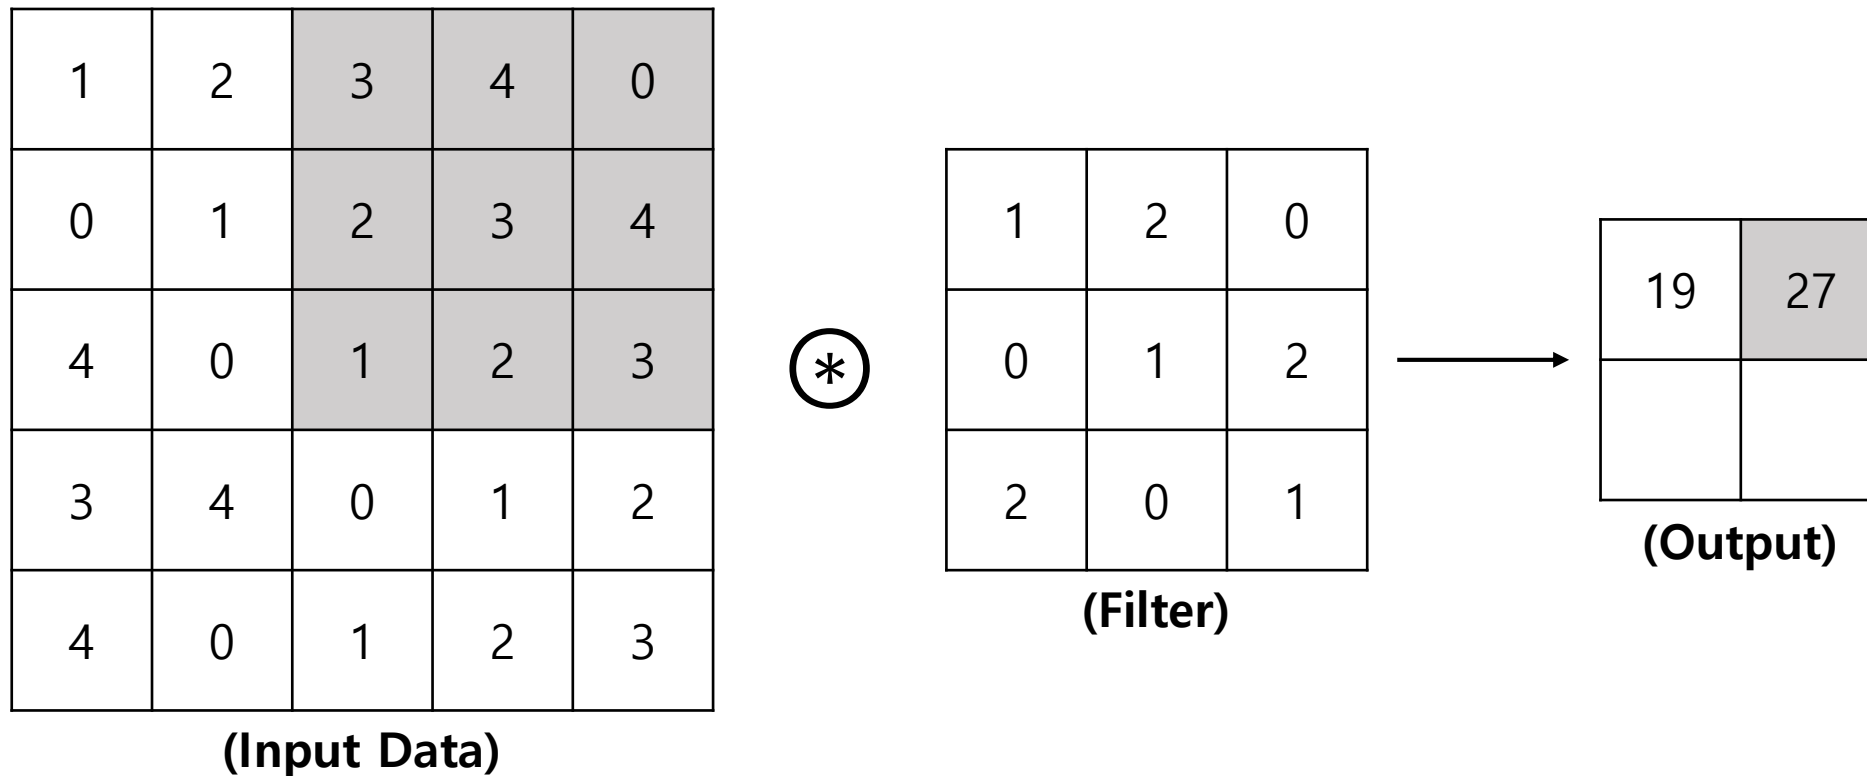 1 2 3 4 0
0 1 2 3 4
4 0 1 2 3
3 4 0 1 2
4 0 1 2 3
(Input Data)
*
1 2 0
0 1 2
2 0 1
(Filter)
19 27
(Output)